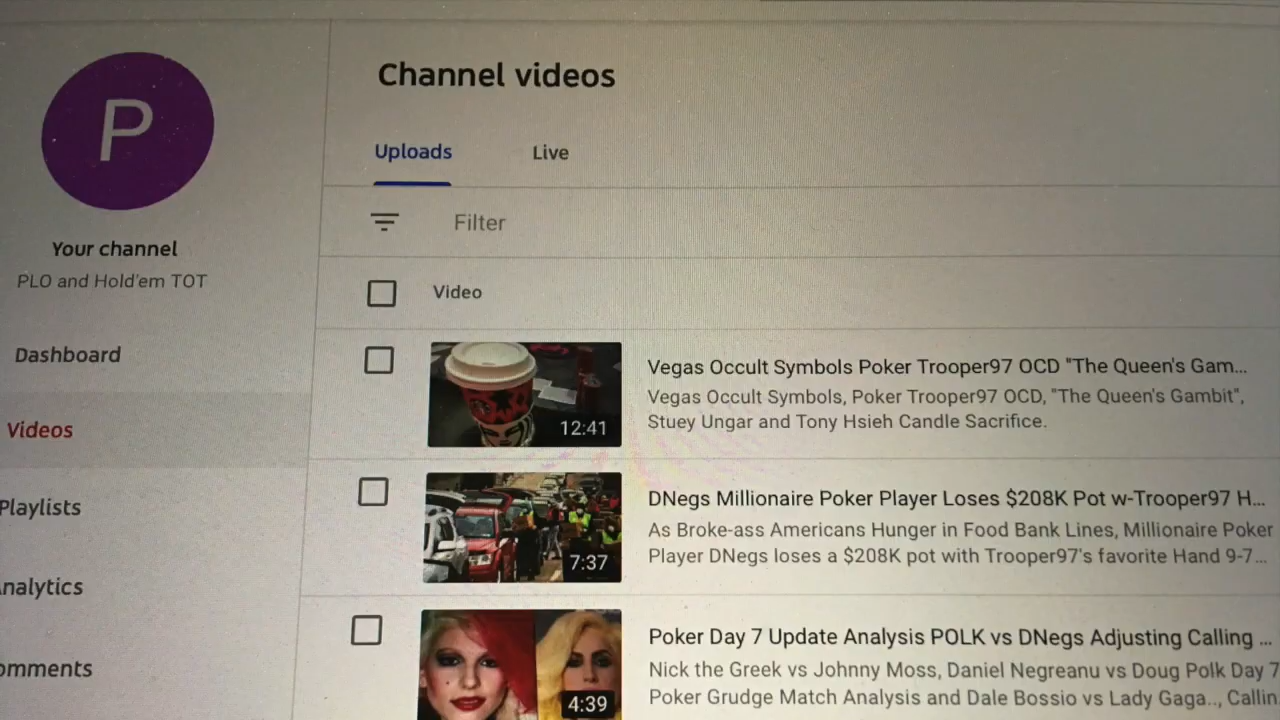 P
Your channel
PLO and Hold'em TOT
Dashboard
Videos
Playlists
nalytics
omments
Channel videos
Uploads Live
Filter
Video
12:41
Vegas Occult Symbols Poker Trooper97 OCD "The Queen's Gam...
Vegas Occult Symbols, Poker Trooper97 OCD, "The Queen's Gambit",
Stuey Ungar and Tony Hsieh Candle Sacrifice.
7:37
DNegs Millionaire Poker Player Loses $208K Pot w-Trooper97 H...
As Broke-ass Americans Hunger in Food Bank Lines, Millionaire Poker
Player DNegs loses a $208K pot with Trooper97's favorite Hand 9-7...
4:39
Poker Day 7 Update Analysis POLK vs DNegs Adjusting Calling ...
Nick the Greek vs Johnny Moss, Daniel Negreanu vs Doug Polk Day 7
Poker Grudge Match Analysis and Dale Bossio vs Lady Gaga.., Callin